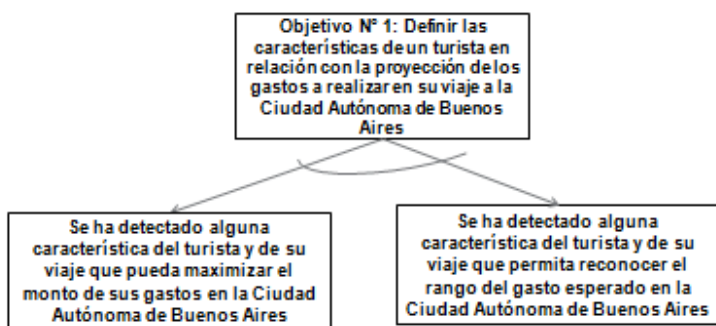 Objetivo N° 1: Definir las
características de un turista en
relación con la proyección de los
gastos a realizar en su viaje a la
Ciudad Autónoma de Buenos
Aires
Se ha detectado alguna
característica del turista y de su
viaje que pueda maximizar el
monto de sus gastos en la Ciudad
Autónoma de Buenos Aires
Se ha detectado alguna
característica del turista y de su
viaje que permita reconocer el
rango del gasto esperado en la
Ciudad Autónoma de Buenos Aires